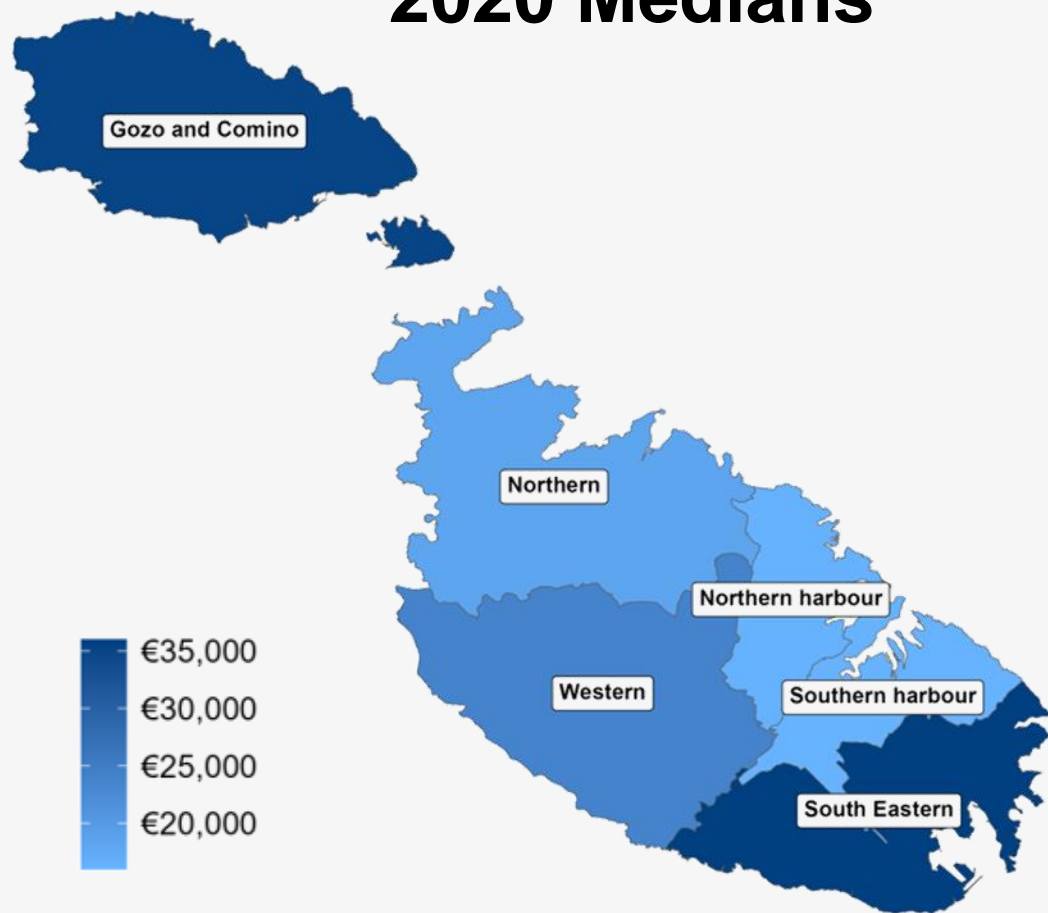 2020 Medians
Gozo and Comino
Northern
Northern harbour
Western
Southern harbour
South Eastern
€35,000
€30,000
€25,000
€20,000